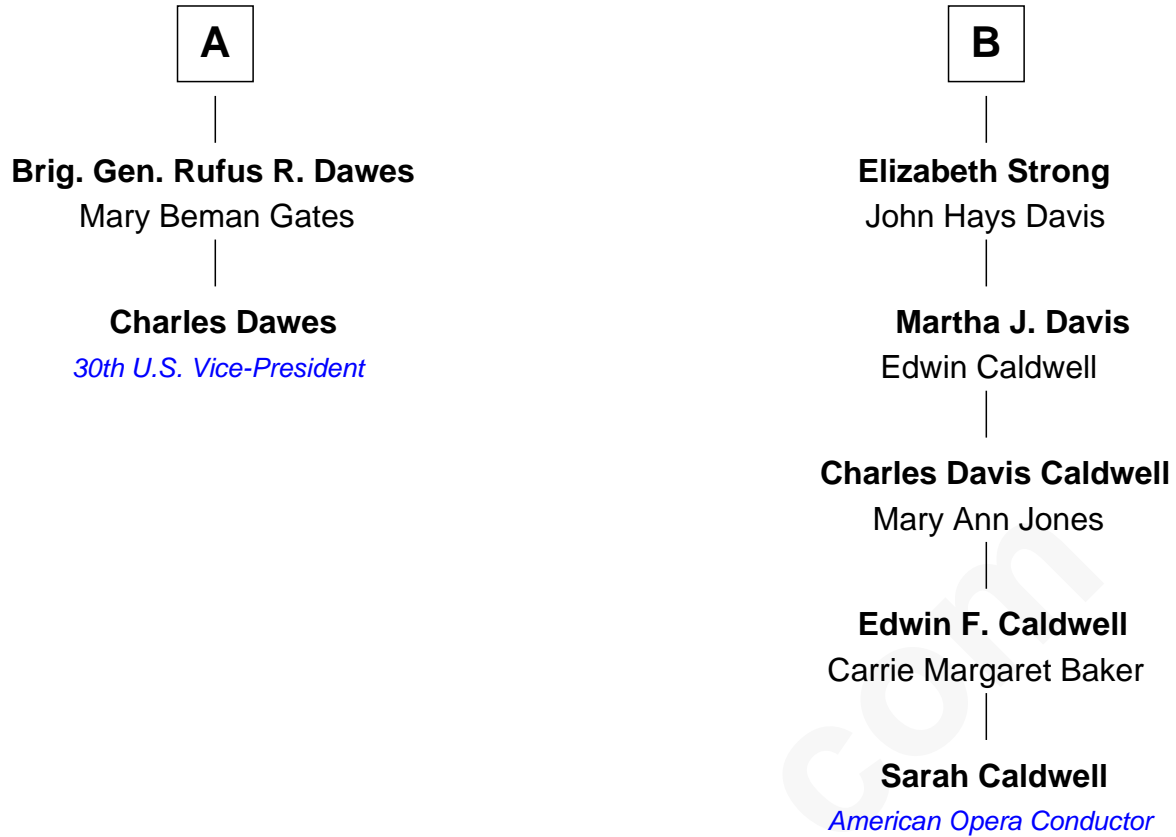 A
Brig. Gen. Rufus R. Dawes
Mary Beman Gates
Charles Dawes
30th U.S. Vice-President
B
Elizabeth Strong
John Hays Davis
Martha J. Davis
Edwin Caldwell
Charles Davis Caldwell
Mary Ann Jones
Edwin F. Caldwell
Carrie Margaret Baker
Sarah Caldwell
American Opera Conductor
com